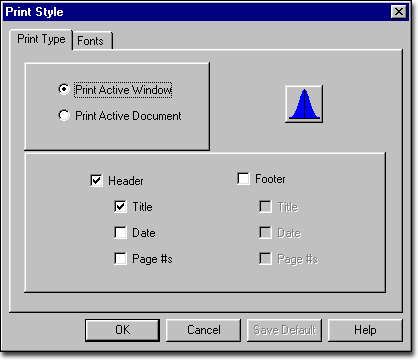 Print Style
Print Type Fonts
Print Active Window
Print Active Document
Header Footer
Title Title
Date Date
Page #s Page #s
OK Cancel Save Default Help